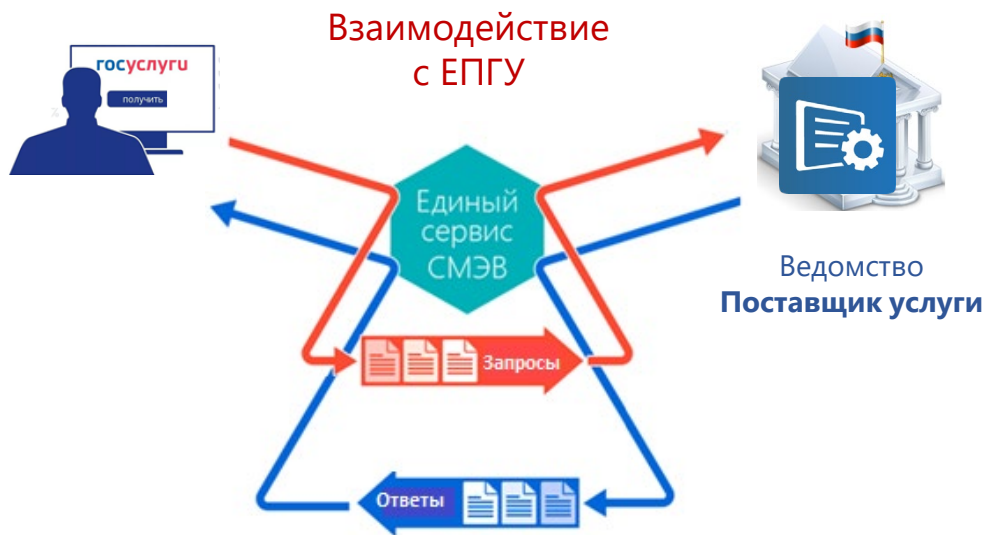 Взаимодействие
с ЕПГУ
госуслуги
получить
Единый
сервис
СМЭВ
Ведомство
Поставщик услуги
Запросы
Ответы